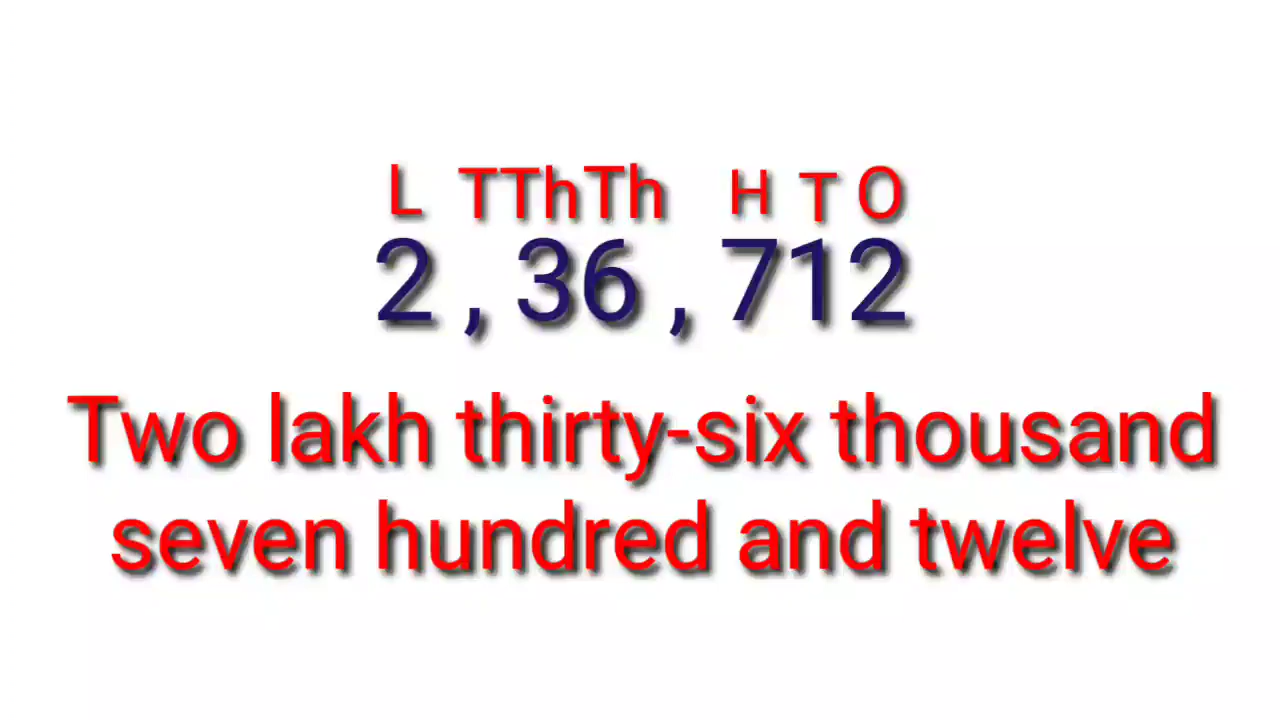 L TThTh H T O
2 , 36 , 712
Two lakh thirty-six thousand
seven hundred and twelve